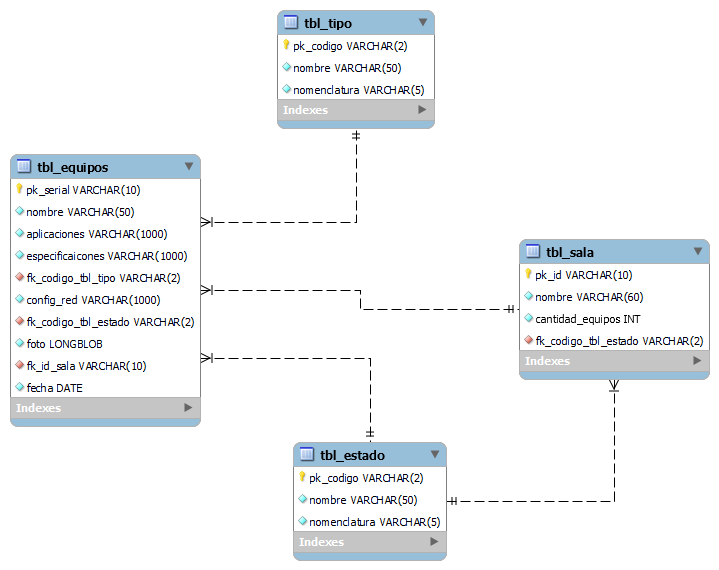 tbl_tipo
pk_codigo VARCHAR(2)
nombre VARCHAR(50)
nomenclatura VARCHAR(5)
Indexes
tbl_equipos
pk_serial VARCHAR(10)
nombre VARCHAR(50)
aplicaciones VARCHAR(1000)
especificaicones VARCHAR(1000)
fk_codigo_tbl_tipo VARCHAR(2)
config_red VARCHAR(1000)
fk_codigo_tbl_estado VARCHAR(2)
foto LONGBLOB
fk_id_sala VARCHAR(10)
fecha DATE
Indexes
tbl_sala
pk_id VARCHAR(10)
nombre VARCHAR(60)
cantidad_equipos INT
fk_codigo_tbl_estado VARCHAR(2)
Indexes
tbl_estado
pk_codigo VARCHAR(2)
nombre VARCHAR(50)
nomenclatura VARCHAR(5)
Indexes